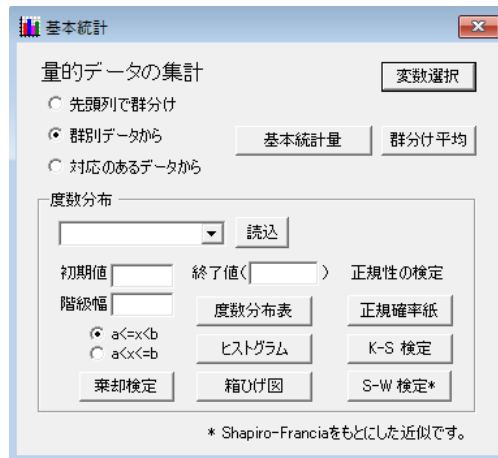 基本統計
量的データの集計
変数選択
先頭列で群分け
群別データから
基本統計量
群分け平均
対応のあるデータから
度数分布
読込
初期値
終了値( )
正規性の検定
階級幅
度数分布表
正規確率紙
a<=x<b
ヒストグラム
K-S 検定
a<x<=b
棄却検定
箱ひげ図
S-W 検定*
* Shapiro-Franciaをもとにした近似です。